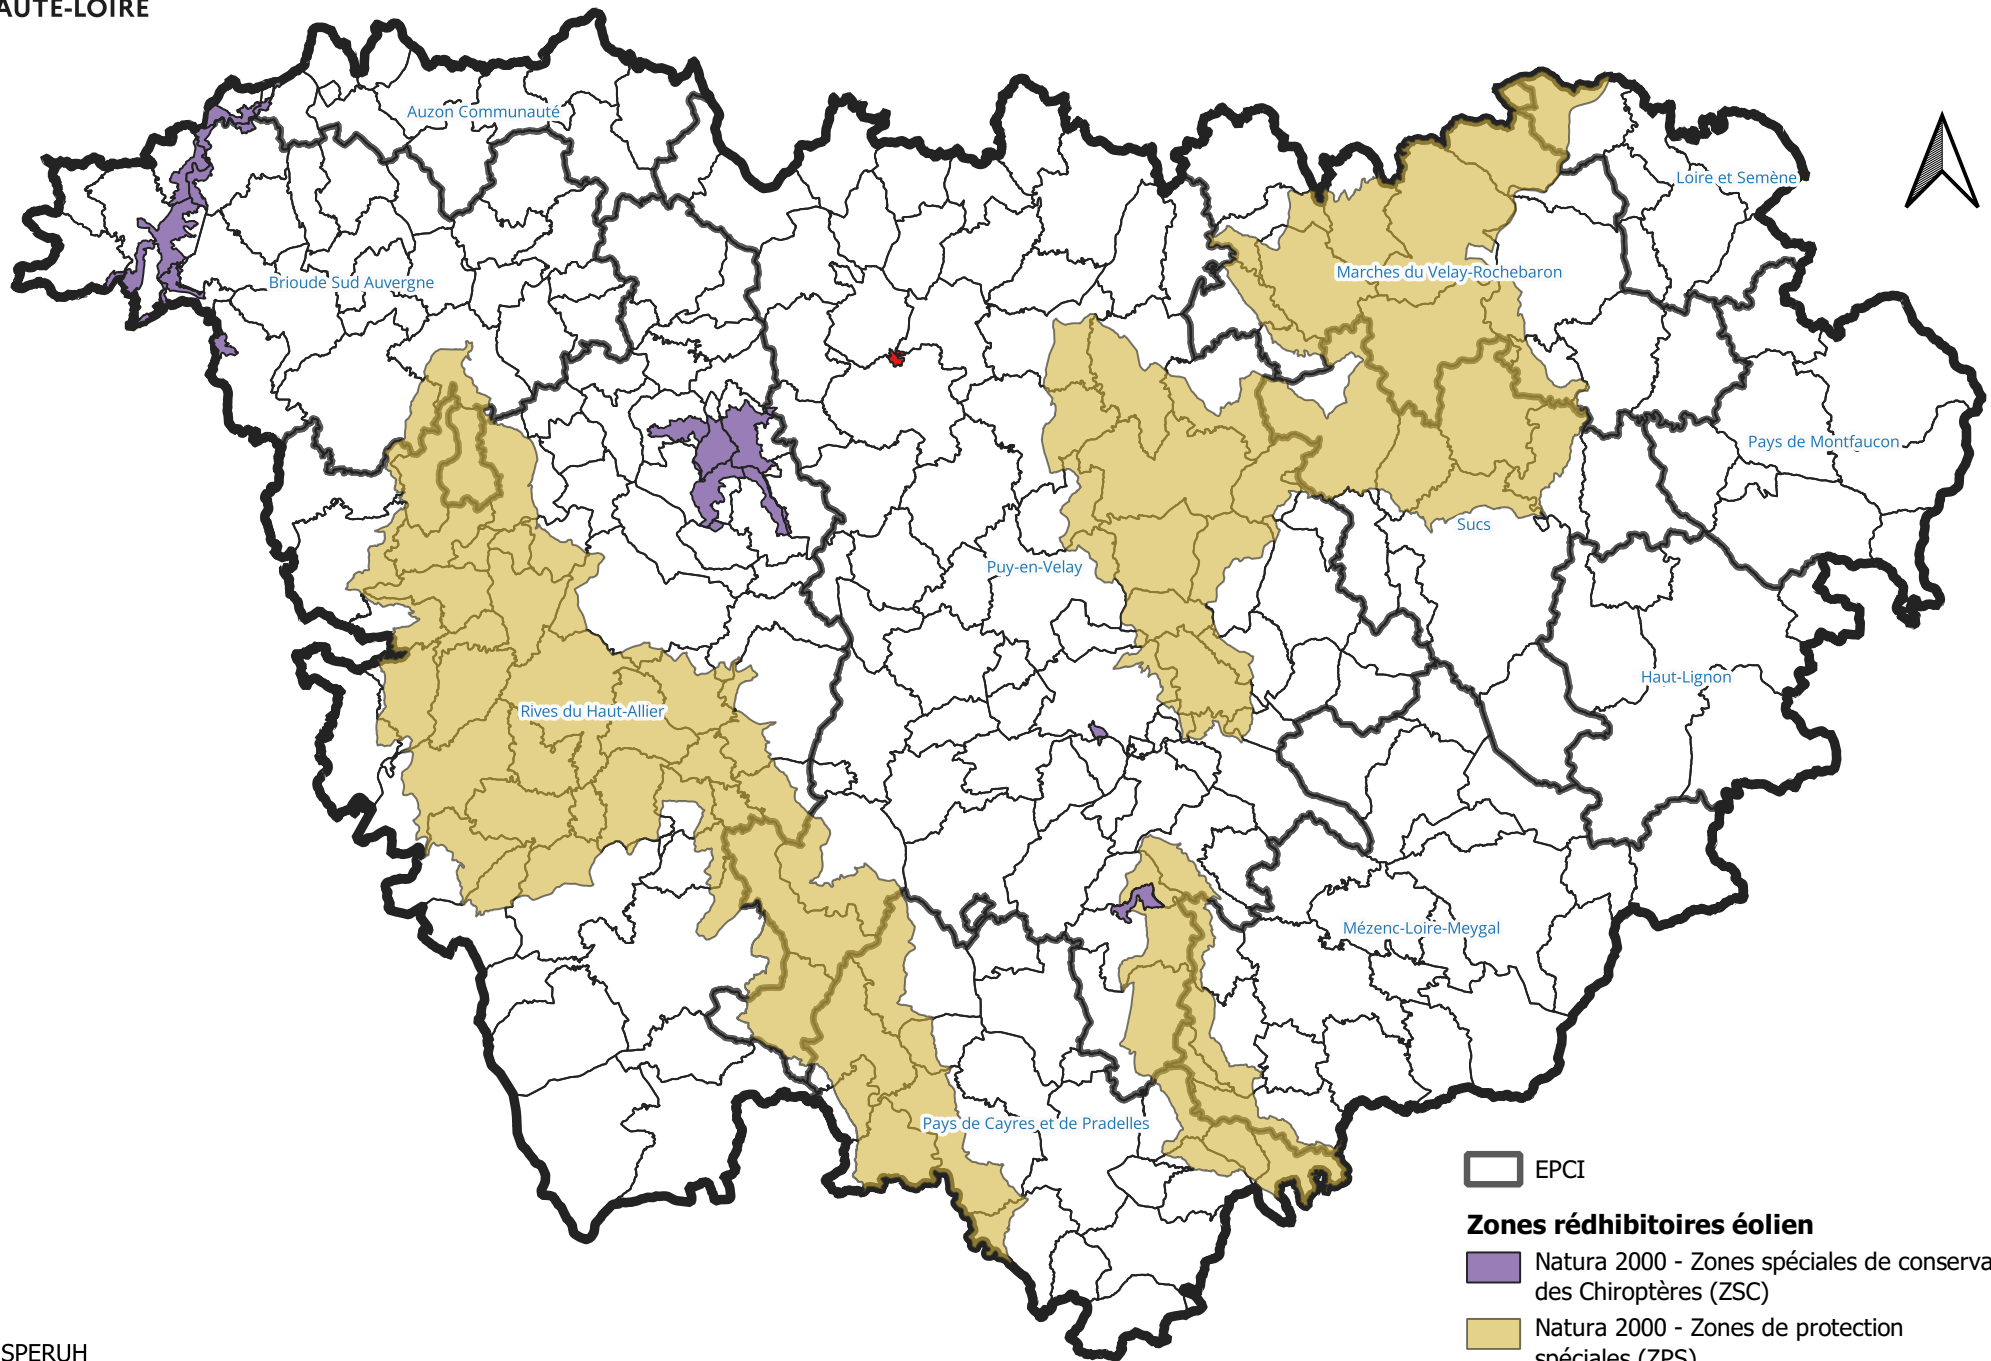 AUTE-LOIRE
Auzon Communauté
Loire et Semène
Marches du Velay-Rochebaron
Brioude Sud Auvergne
Pays de Montfaucon
Sucs
Puy-en-Velay
Haut-Lignon
Rives du Haut-Allier
Mézenc-Loire-Meygal
Pays de Cayres et de Pradelles
EPCI
Zones rédhibitoires éolien
Natura 2000 - Zones spéciales de conserva
des Chiroptères (ZSC)
Natura 2000 - Zones de protection
spéciales (ZPS)
SPERUH